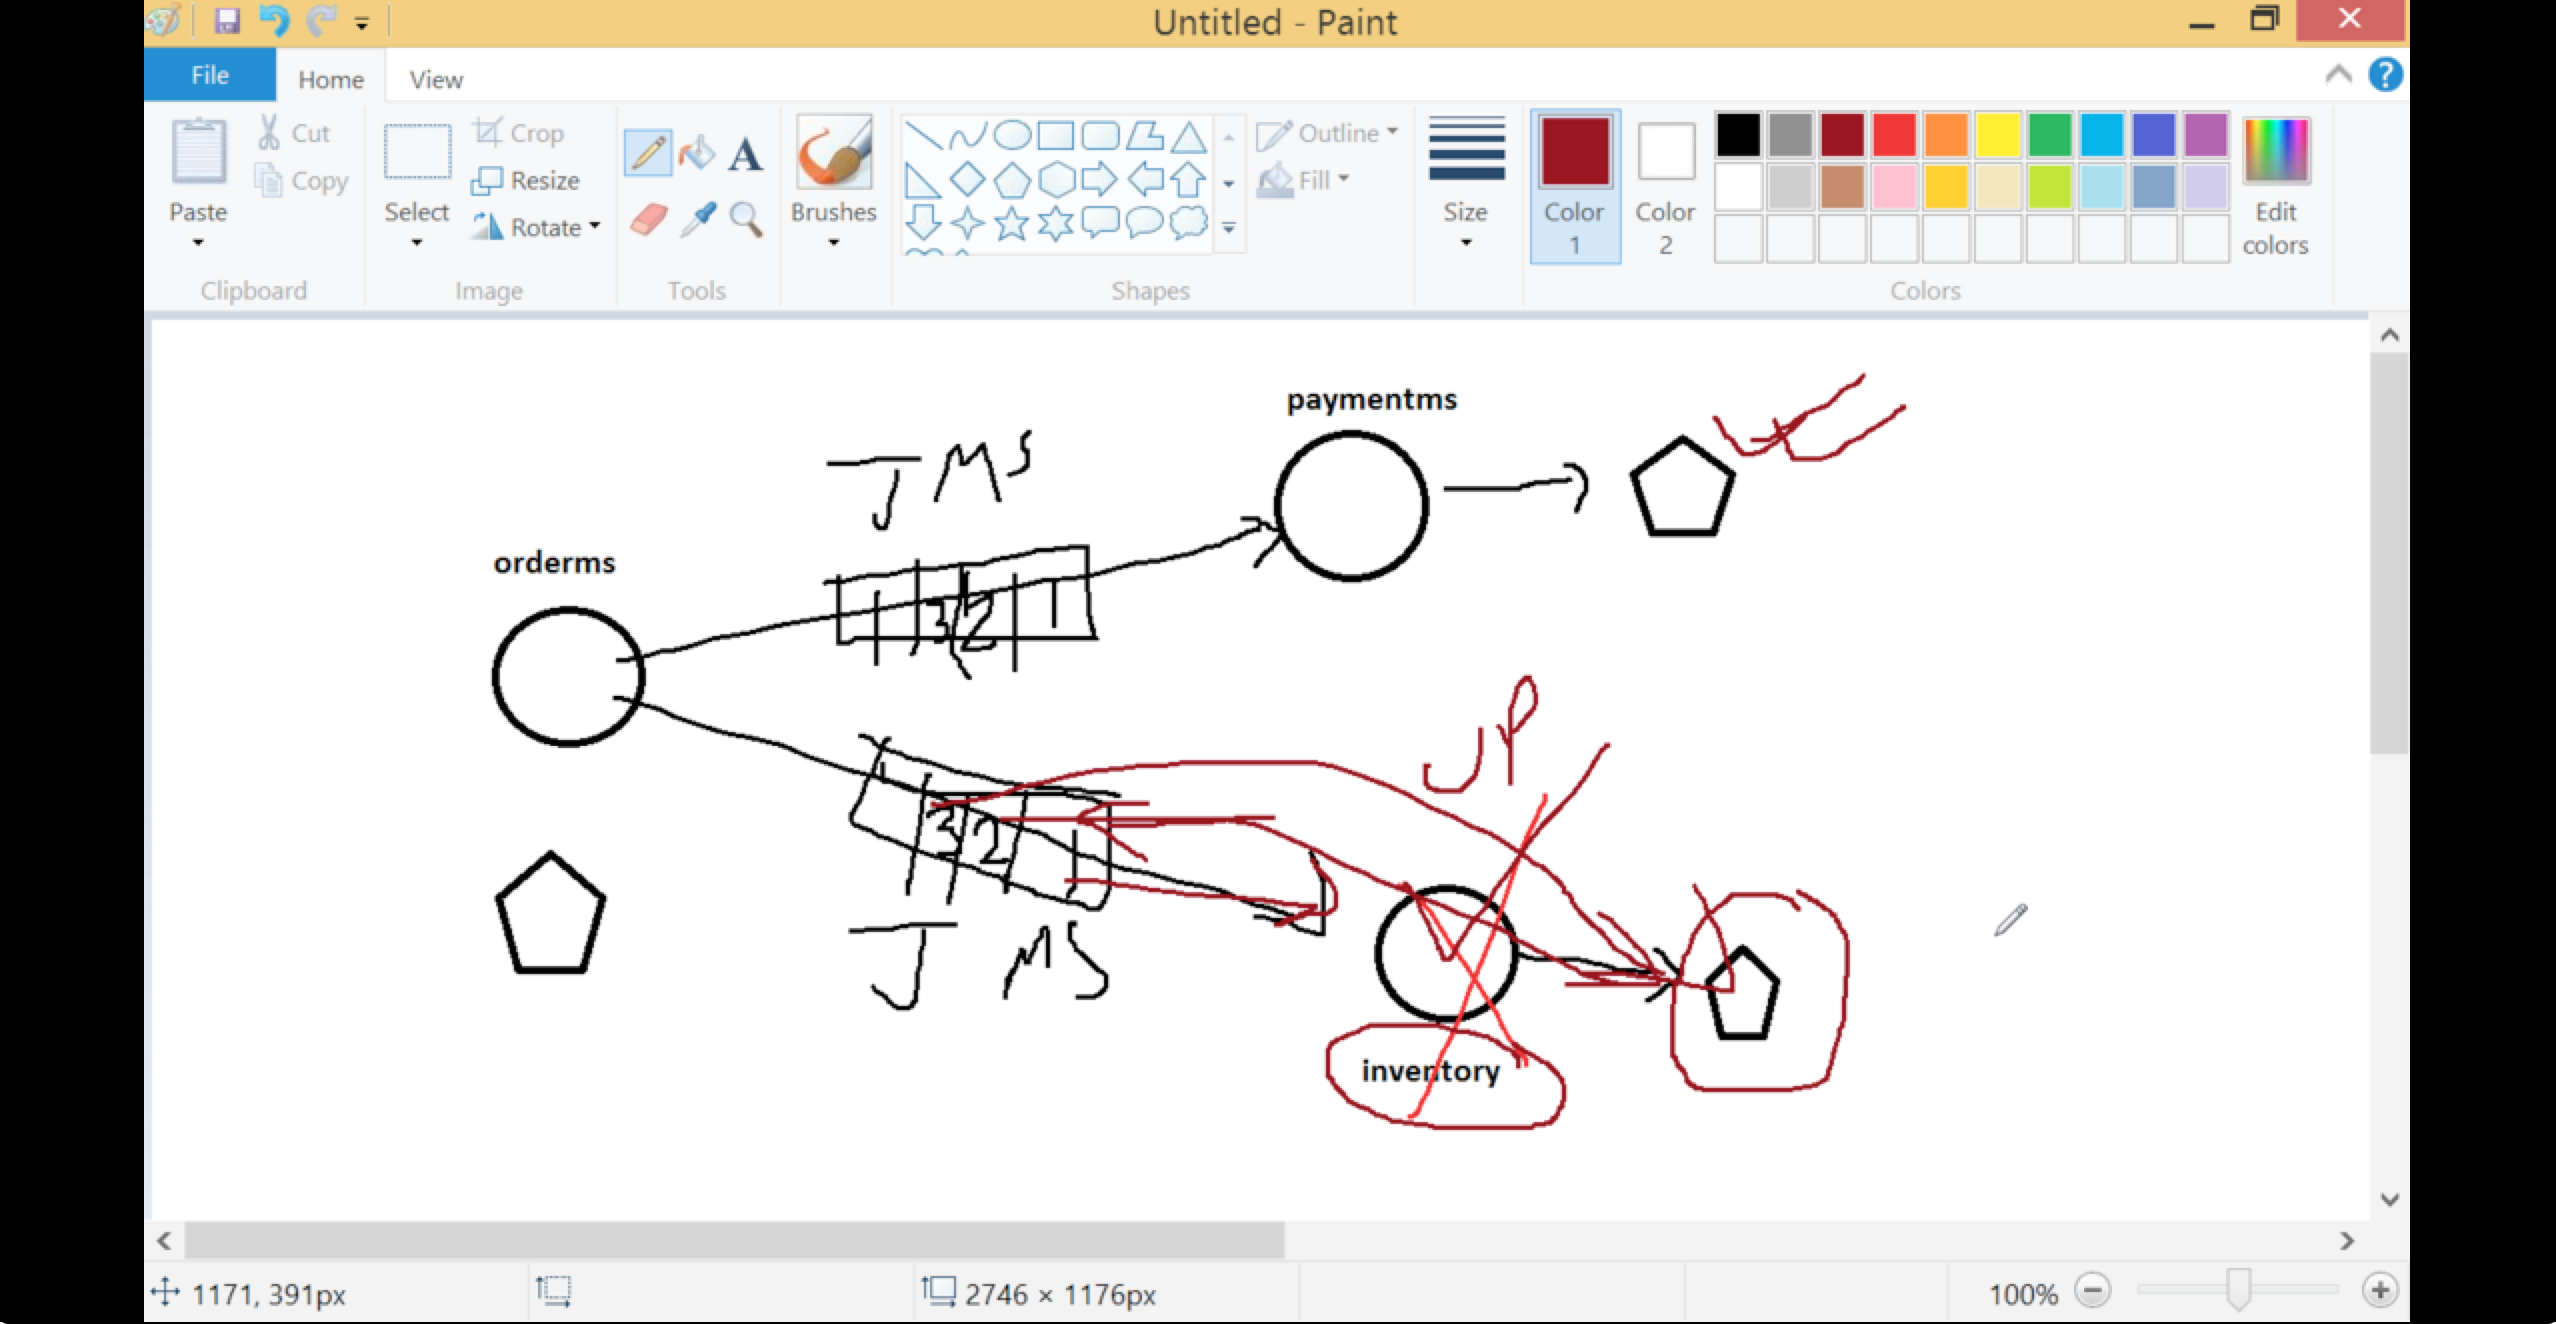 Untitled - Paint
File Home View
Paste
Cut
Copy
Clipboard
Select
Crop
Resize
Rotate
Image
A
Tools
Brushes
Shapes
Outline
Fill
Size
Color
1
Color
2
Edit
colors
Colors
paymentms
JMS
orderms
3 2 1
JP
3 2 1
J MS
inventory
1171, 391px
2746 × 1176px
100%